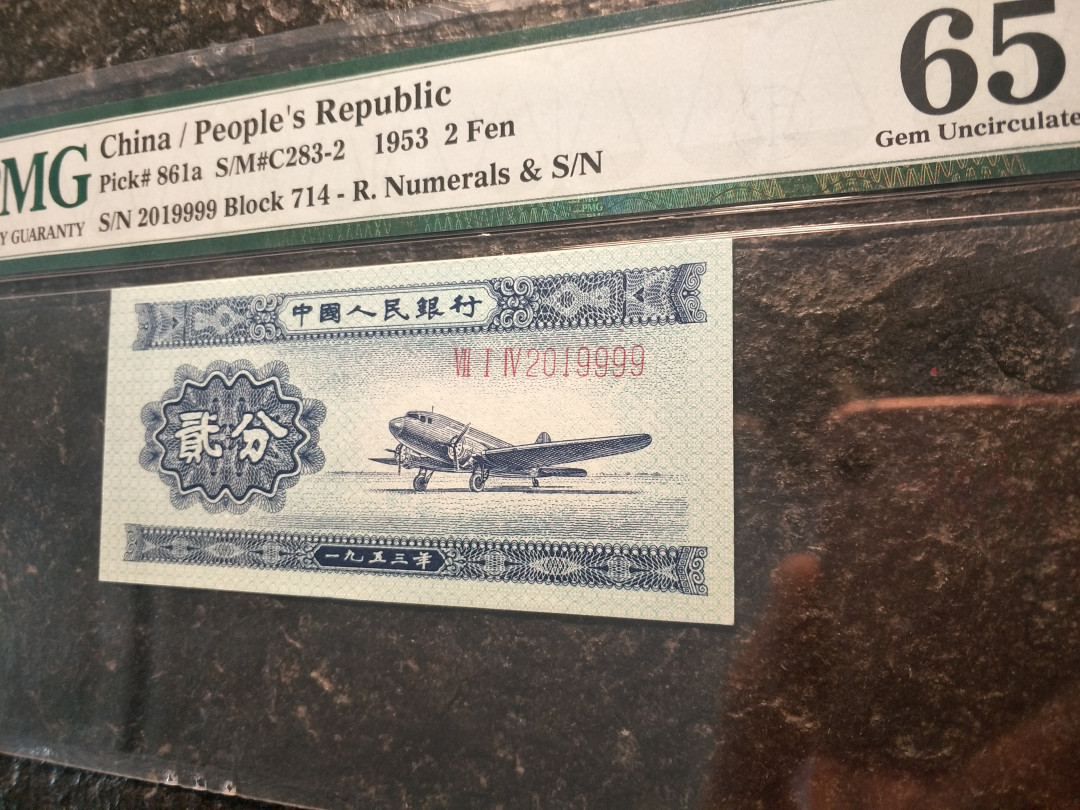 China / People's Republic
Pick# 861a S/M#C283-2 1953 2 Fen
S/N 2019999 Block 714 - R. Numerals & S/N
MG
Y GUARANTY
65
Gem Uncirculate
PMG
中國人民銀行
Ⅶ Ⅰ Ⅳ 2019999
貳分
一九五三年